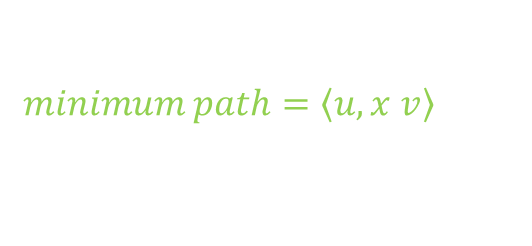 minimum path = ⟨u, x v⟩